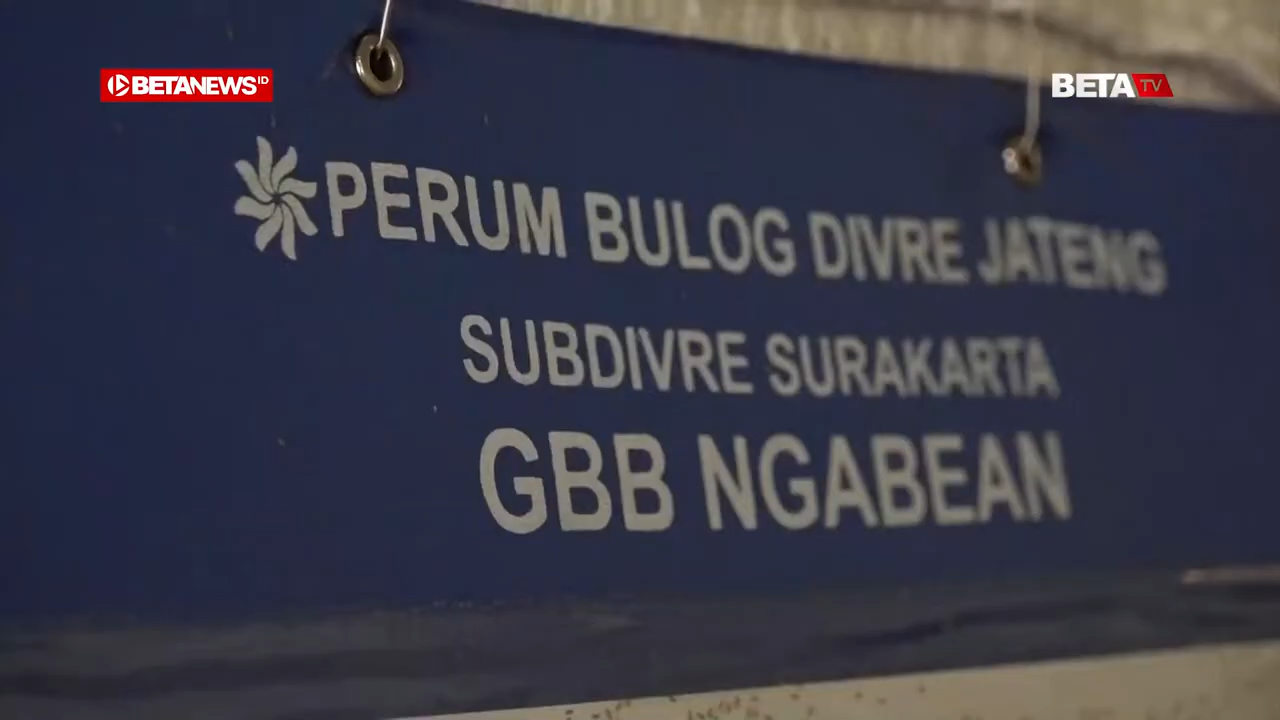 BETANEWS ID
BETA TV
PERUM BULOG DIVRE JATENG
SUBDIVRE SURAKARTA
GBB NGABEAN